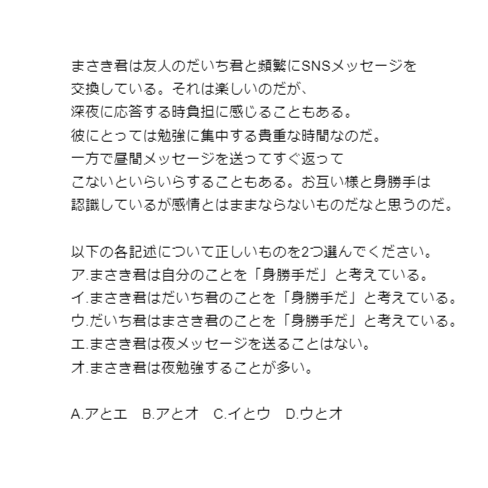 まさき君は友人のだいち君と頻繁にSNSメッセージを
交換している。それは楽しいのだが、
深夜に応答する時負担に感じることもある。
彼にとっては勉強に集中する貴重な時間なのだ。
一方で昼間メッセージを送ってすぐ返って
こないといらいらすることもある。お互い様と身勝手は
認識しているが感情とはままならないものだなと思うのだ。

以下の各記述について正しいものを2つ選んでください。
ア.まさき君は自分のことを「身勝手だ」と考えている。
イ.まさき君はだいち君のことを「身勝手だ」と考えている。
ウ.だいち君はまさき君のことを「身勝手だ」と考えている。
エ.まさき君は夜メッセージを送ることはない。
オ.まさき君は夜勉強することが多い。

A.アとエ　B.アとオ　C.イとウ　D.ウとオ